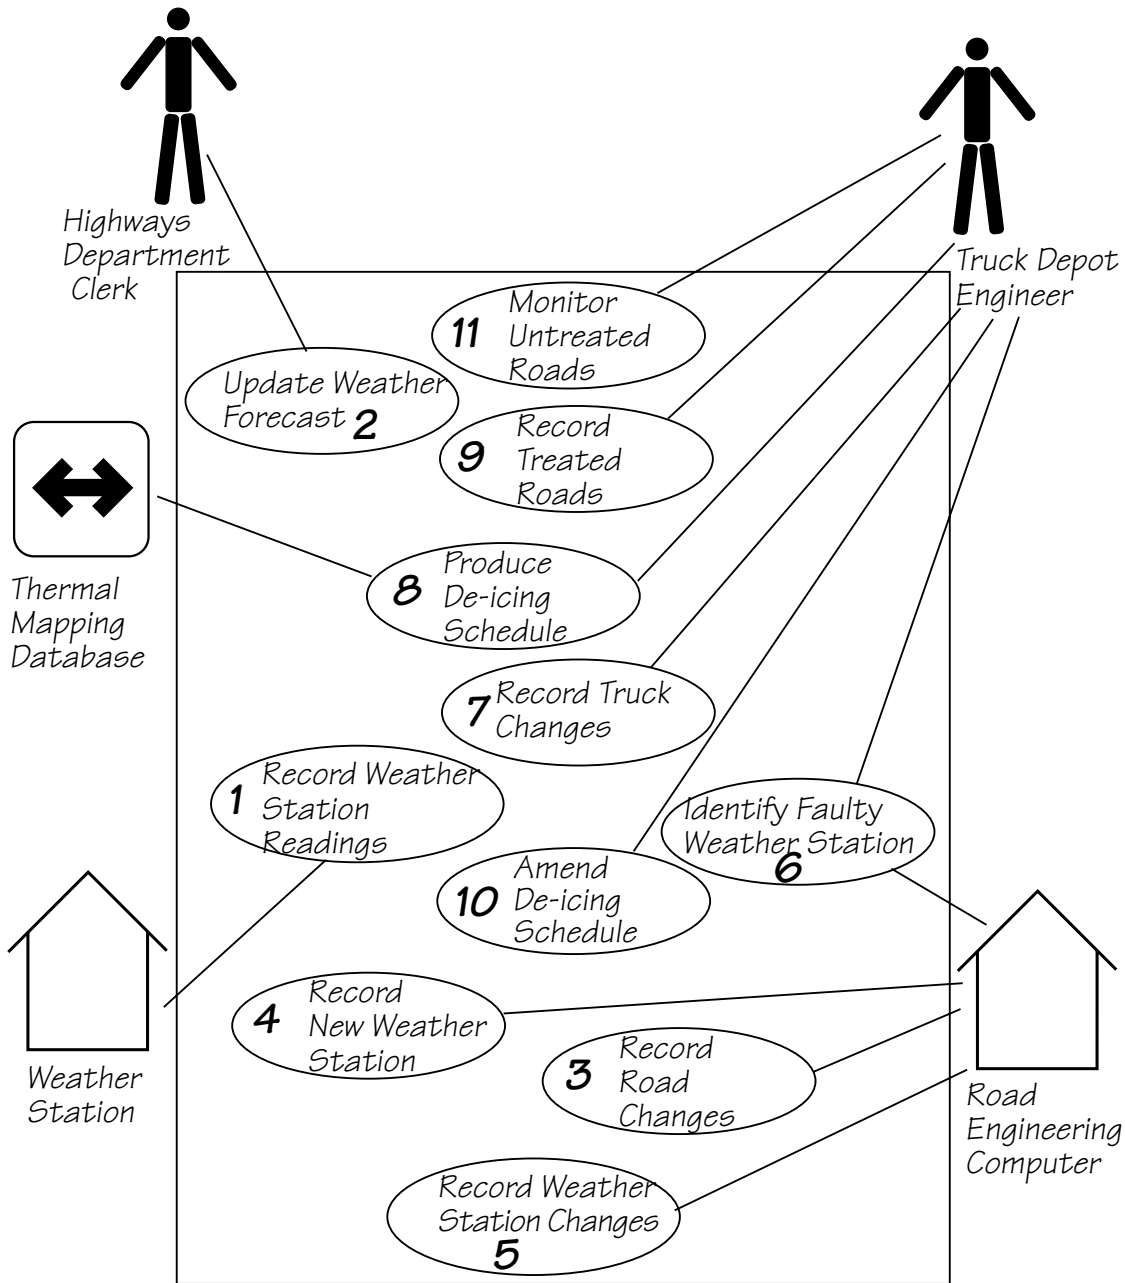 Highways
Department
Clerk
Truck Depot
Engineer
11
Monitor
Untreated
Roads
Update Weather
Forecast 2
9
Record
Treated
Roads
Thermal
Mapping
Database
8
Produce
De-icing
Schedule
7
Record Truck
Changes
1
Record Weather
Station
Readings
Identify Faulty
Weather Station
6
10
Amend
De-icing
Schedule
Weather
Station
4
Record
New Weather
Station
3
Record
Road
Changes
Road
Engineering
Computer
Record Weather
Station Changes
5